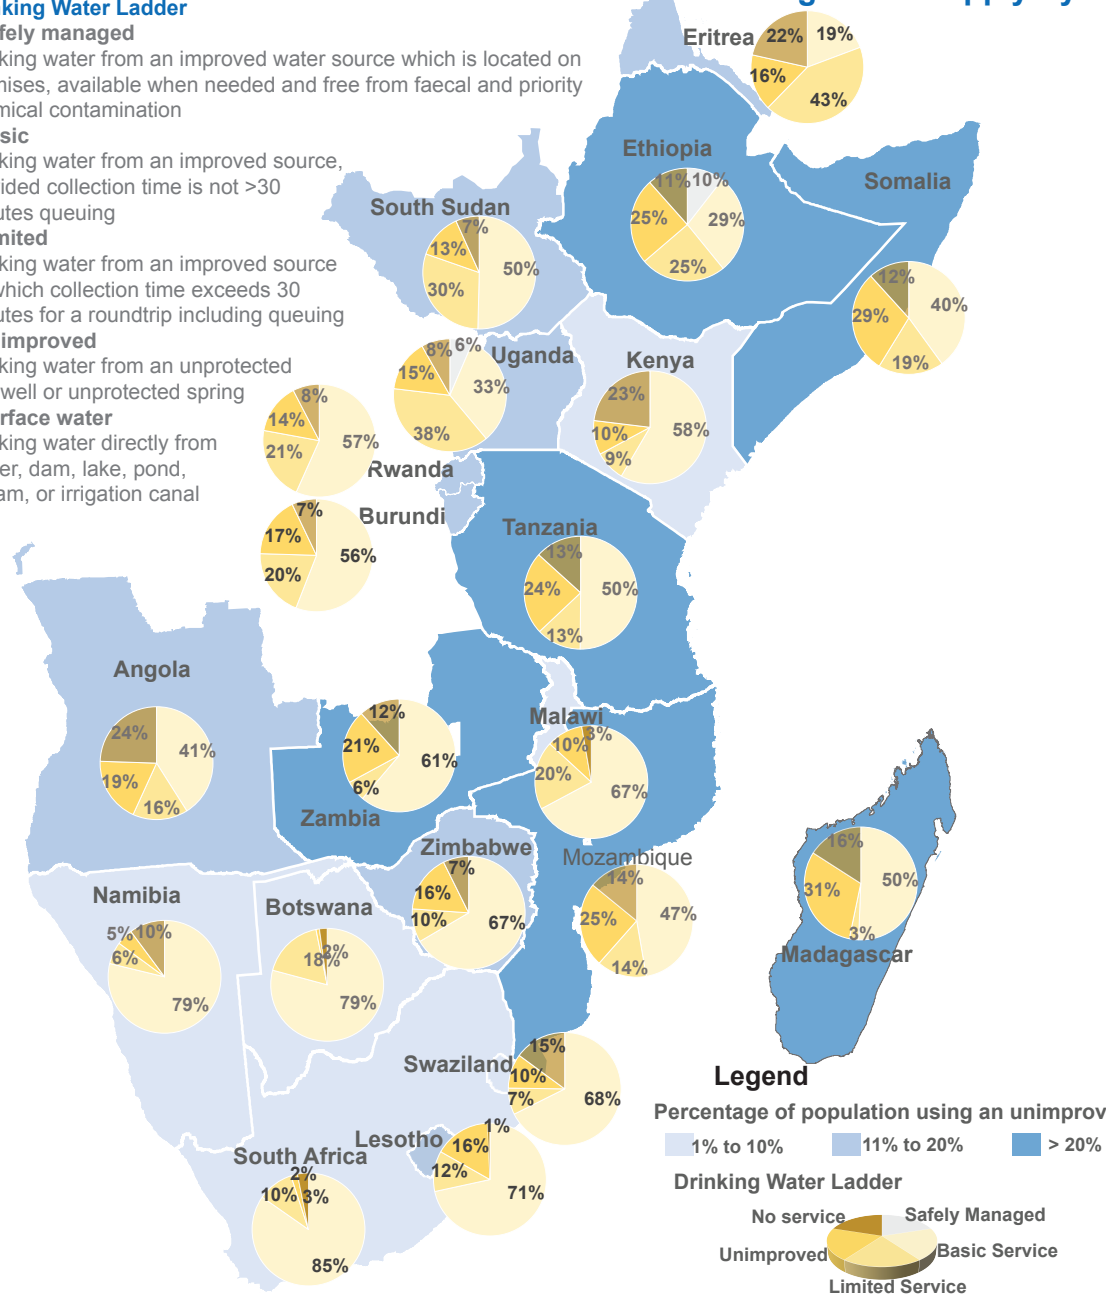 king Water Ladder
fely managed
king water from an improved water source which is located on
nises, available when needed and free from faecal and priority
mical contamination
sic
king water from an improved source,
ided collection time is not >30
utes queuing
mited
king water from an improved source
which collection time exceeds 30
utes for a roundtrip including queuing
improved
king water from an unprotected
well or unprotected spring
rface water
king water directly from
er, dam, lake, pond,
am, or irrigation canal
Eritrea
22%
19%
16%
43%
Ethiopia
11%
10%
25%
29%
25%
Somalia
12%
40%
29%
19%
South Sudan
7%
13%
50%
30%
Uganda
8%
6%
15%
33%
38%
Kenya
23%
58%
10%
9%
8%
14%
57%
21%
Rwanda
Burundi
7%
17%
56%
20%
Tanzania
13%
24%
50%
13%
Angola
24%
41%
19%
16%
12%
21%
61%
6%
Zambia
Malawi
3%
10%
20%
67%
Zimbabwe
7%
16%
10%
67%
Mozambique
14%
25%
47%
14%
16%
31%
50%
3%
Madagascar
Namibia
5%
10%
6%
79%
Botswana
2%
18%
79%
Swaziland
15%
10%
7%
68%
Lesotho
1%
16%
12%
71%
South Africa
2%
10%
3%
85%
Legend
Percentage of population using an unimprov
1% to 10%
11% to 20%
> 20%
Drinking Water Ladder
No service
Safely Managed
Unimproved
Basic Service
Limited Service